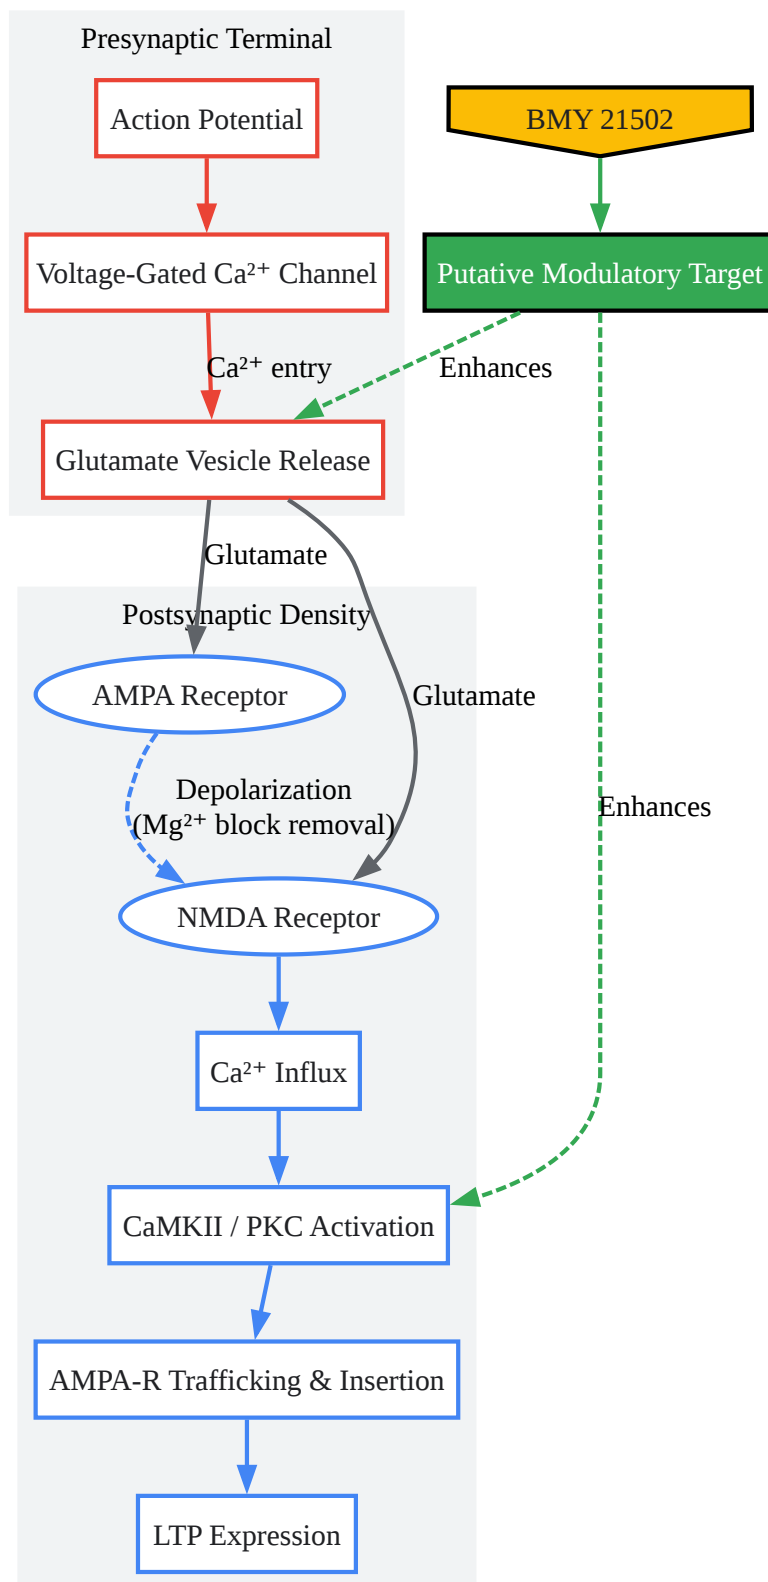 Presynaptic Terminal
Action Potential
BMY 21502
Voltage-Gated Ca²⁺ Channel
Putative Modulatory Target
Ca²⁺ entry
Enhances
Glutamate Vesicle Release
Glutamate
Postsynaptic Density
AMPA Receptor
Glutamate
Depolarization
(Mg²⁺ block removal)
Enhances
NMDA Receptor
Ca²⁺ Influx
CaMKII / PKC Activation
AMPA-R Trafficking & Insertion
LTP Expression